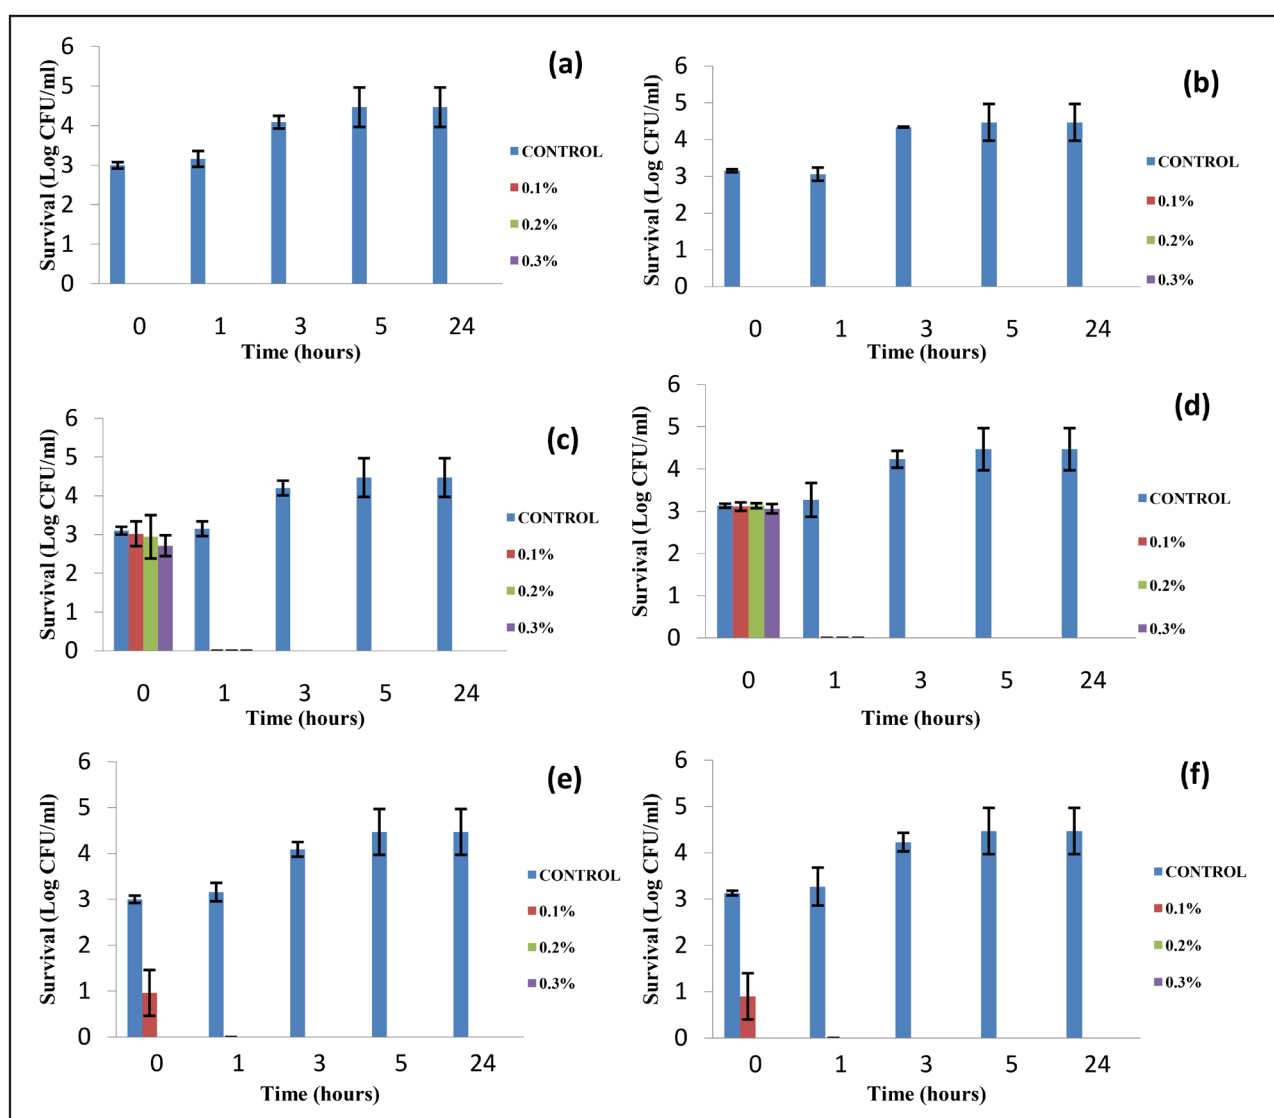 (a)
Survival (Log CFU/ml)
6
5
4
3
2
1
0
0 1 3 5 24
Time (hours)
CONTROL
0.1%
0.2%
0.3%
(b)
Survival (Log CFU/ml)
6
5
4
3
2
1
0
0 1 3 5 24
Time (hours)
CONTROL
0.1%
0.2%
0.3%
(c)
Survival (Log CFU/ml)
6
5
4
3
2
1
0
0 1 3 5 24
Time (hours)
CONTROL
0.1%
0.2%
0.3%
(d)
Survival (Log CFU/ml)
6
5
4
3
2
1
0
0 1 3 5 24
Time (hours)
CONTROL
0.1%
0.2%
0.3%
(e)
Survival (Log CFU/ml)
6
5
4
3
2
1
0
0 1 3 5 24
Time (hours)
CONTROL
0.1%
0.2%
0.3%
(f)
Survival (Log CFU/ml)
6
5
4
3
2
1
0
0 1 3 5 24
Time (hours)
CONTROL
0.1%
0.2%
0.3%